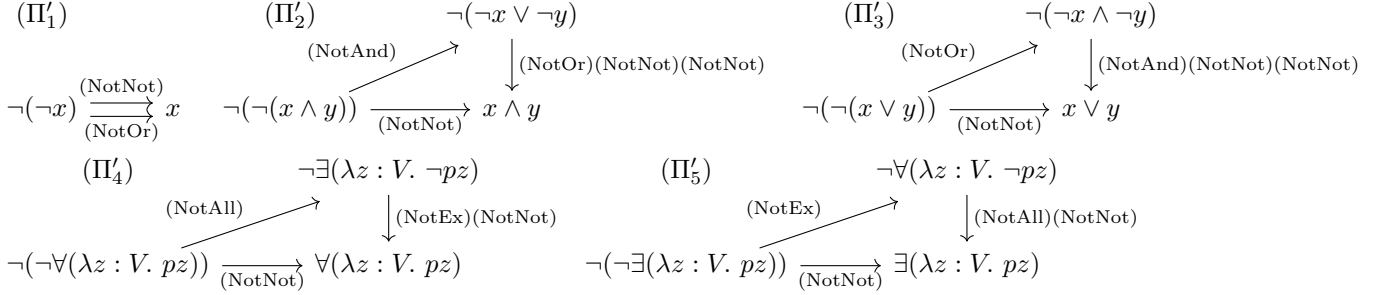 (Π′₁) (Π′₂) ¬(¬x ∨ ¬y) (Π′₃) ¬(¬x ∧ ¬y)
(NotAnd) (NotOr)(NotNot)(NotNot) (NotOr) (NotAnd)(NotNot)(NotNot)
(NotNot)
¬(¬x) x ¬(¬(x ∧ y)) x ∧ y ¬(¬(x ∨ y)) x ∨ y
(NotOr) (NotNot) (NotNot)
(Π′₄) ¬∃(λz : V. ¬pz) (Π′₅) ¬∀(λz : V. ¬pz)
(NotAll) (NotEx)(NotNot) (NotEx) (NotAll)(NotNot)
¬(¬∀(λz : V. pz)) ∀(λz : V. pz) ¬(¬∃(λz : V. pz)) ∃(λz : V. pz)
(NotNot) (NotNot)